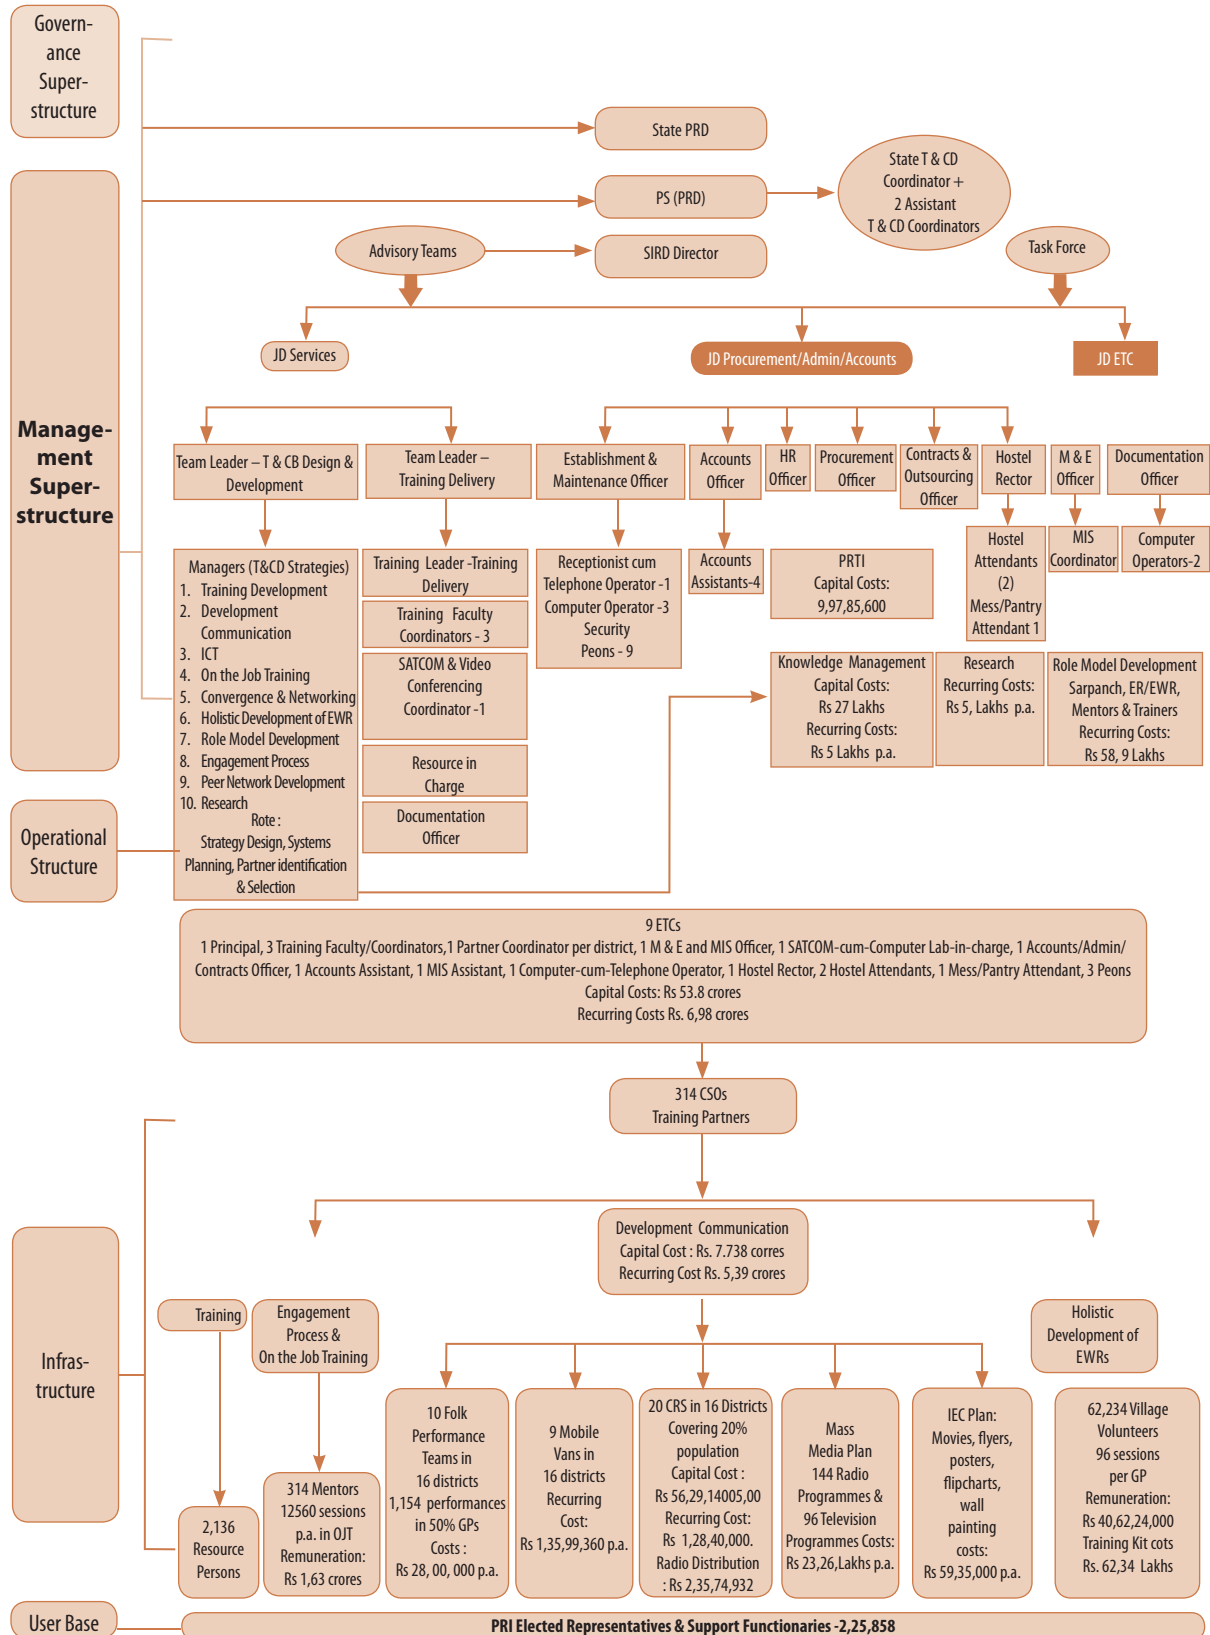 Govern-
ance
Super-
structure
State PRD
PS (PRD)
State T & CD
Coordinator +
2 Assistant
T & CD Coordinators
Advisory Teams
SIRD Director
Task Force
JD Services
JD Procurement/Admin/Accounts
JD ETC
Manage-
ment
Super-
structure
Team Leader – T & CB Design &
Development
Team Leader –
Training Delivery
Establishment &
Maintenance Officer
Accounts
Officer
HR
Officer
Procurement
Officer
Contracts &
Outsourcing
Officer
Hostel
Rector
M & E
Officer
Documentation
Officer
Managers (T&CD Strategies)
1. Training Development
2. Development
Communication
3. ICT
4. On the Job Training
5. Convergence & Networking
6. Holistic Development of EWR
7. Role Model Development
8. Engagement Process
9. Peer Network Development
10. Research
Rote :
Strategy Design, Systems
Planning, Partner identification
& Selection
Training Leader -Training
Delivery
Training Faculty
Coordinators - 3
SATCOM & Video
Conferencing
Coordinator -1
Resource in
Charge
Documentation
Officer
Receptionist cum
Telephone Operator -1
Computer Operator -3
Security
Peons - 9
Accounts
Assistants-4
PRTI
Capital Costs:
9,97,85,600
Hostel
Attendants
(2)
Mess/Pantry
Attendant 1
MIS
Coordinator
Computer
Operators-2
Knowledge Management
Capital Costs:
Rs 27 Lakhs
Recurring Costs:
Rs 5 Lakhs p.a.
Research
Recurring Costs:
Rs 5, Lakhs p.a.
Role Model Development
Sarpanch, ER/EWR,
Mentors & Trainers
Recurring Costs:
Rs 58, 9 Lakhs
Operational
Structure
9 ETCs
1 Principal, 3 Training Faculty/Coordinators,1 Partner Coordinator per district, 1 M & E and MIS Officer, 1 SATCOM-cum-Computer Lab-in-charge, 1 Accounts/Admin/
Contracts Officer, 1 Accounts Assistant, 1 MIS Assistant, 1 Computer-cum-Telephone Operator, 1 Hostel Rector, 2 Hostel Attendants, 1 Mess/Pantry Attendant, 3 Peons
Capital Costs: Rs 53.8 crores
Recurring Costs Rs. 6,98 crores
314 CSOs
Training Partners
Development Communication
Capital Cost : Rs. 7.738 corres
Recurring Cost Rs. 5,39 crores
Infras-
tructure
Training
Engagement
Process &
On the Job Training
Holistic
Development of
EWRs
2,136
Resource
Persons
314 Mentors
12560 sessions
p.a. in OJT
Remuneration:
Rs 1,63 crores
10 Folk
Performance
Teams in
16 districts
1,154 performances
in 50% GPs
Costs :
Rs 28, 00, 000 p.a.
9 Mobile
Vans in
16 districts
Recurring
Cost:
Rs 1,35,99,360 p.a.
20 CRS in 16 Districts
Covering 20%
population
Capital Cost :
Rs 56,29,14005,00
Recurring Cost:
Rs 1,28,40,000.
Radio Distribution
: Rs 2,35,74,932
Mass
Media Plan
144 Radio
Programmes &
96 Television
Programmes Costs:
Rs 23,26,Lakhs p.a.
IEC Plan:
Movies, flyers,
posters,
flipcharts,
wall
painting
costs:
Rs 59,35,000 p.a.
62,234 Village
Volunteers
96 sessions
per GP
Remuneration:
Rs 40,62,24,000
Training Kit cots
Rs. 62,34 Lakhs
User Base
PRI Elected Representatives & Support Functionaries -2,25,858